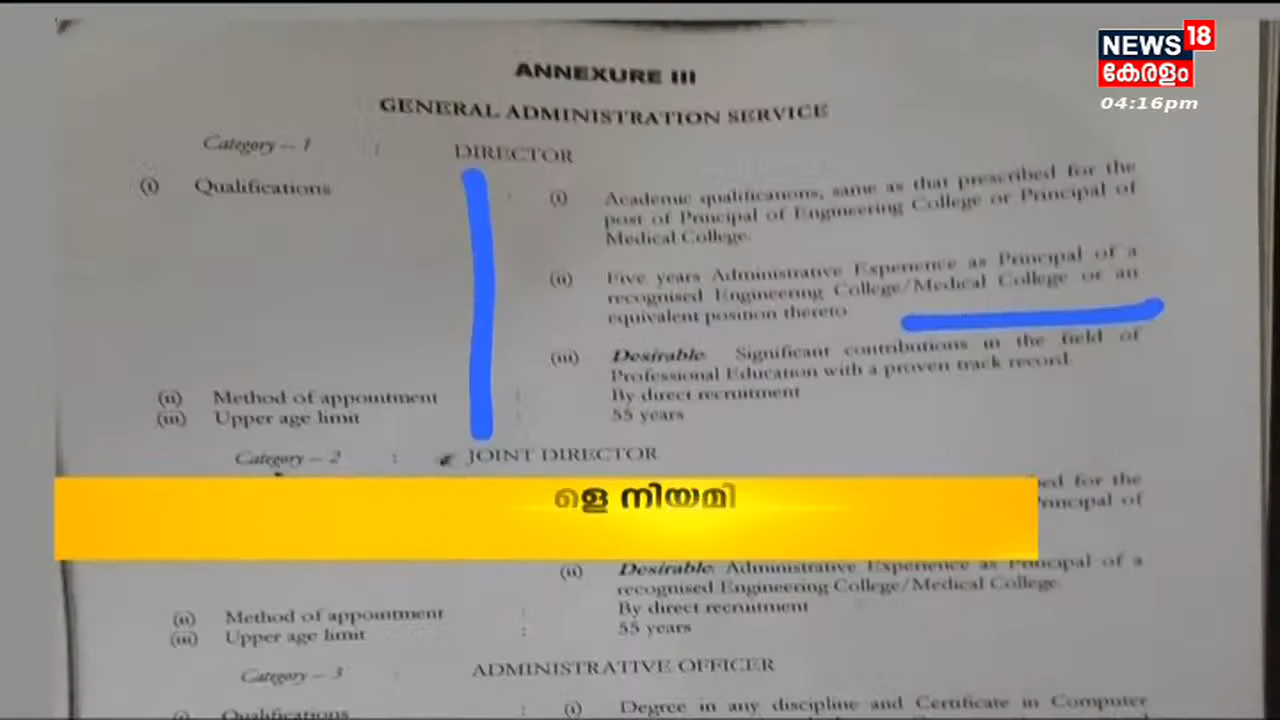 NEWS 18
കേരളം
04:16pm
ANNEXURE III
GENERAL ADMINISTRATION SERVICE
Category – 1 : DIRECTOR
(i) Qualifications : (i) Academic qualifications, same as that prescribed for the
post of Principal of Engineering College or Principal of
Medical College.
(ii) Five years Administrative Experience as Principal of a
recognised Engineering College/Medical College or an
equivalent position thereto
(iii) Desirable Significant contributions in the field of
Professional Education with a proven track record.
(ii) Method of appointment : By direct recruitment
(iii) Upper age limit : 55 years
Category – 2 : JOINT DIRECTOR
ളെ നിയമി
for the
Principal of
(ii) Desirable Administrative Experience as Principal of a
recognised Engineering College/Medical College.
(ii) Method of appointment : By direct recruitment
(iii) Upper age limit : 55 years
Category – 3 : ADMINISTRATIVE OFFICER
(i) Qualifications : (i) Degree in any discipline and Certificate in Computer